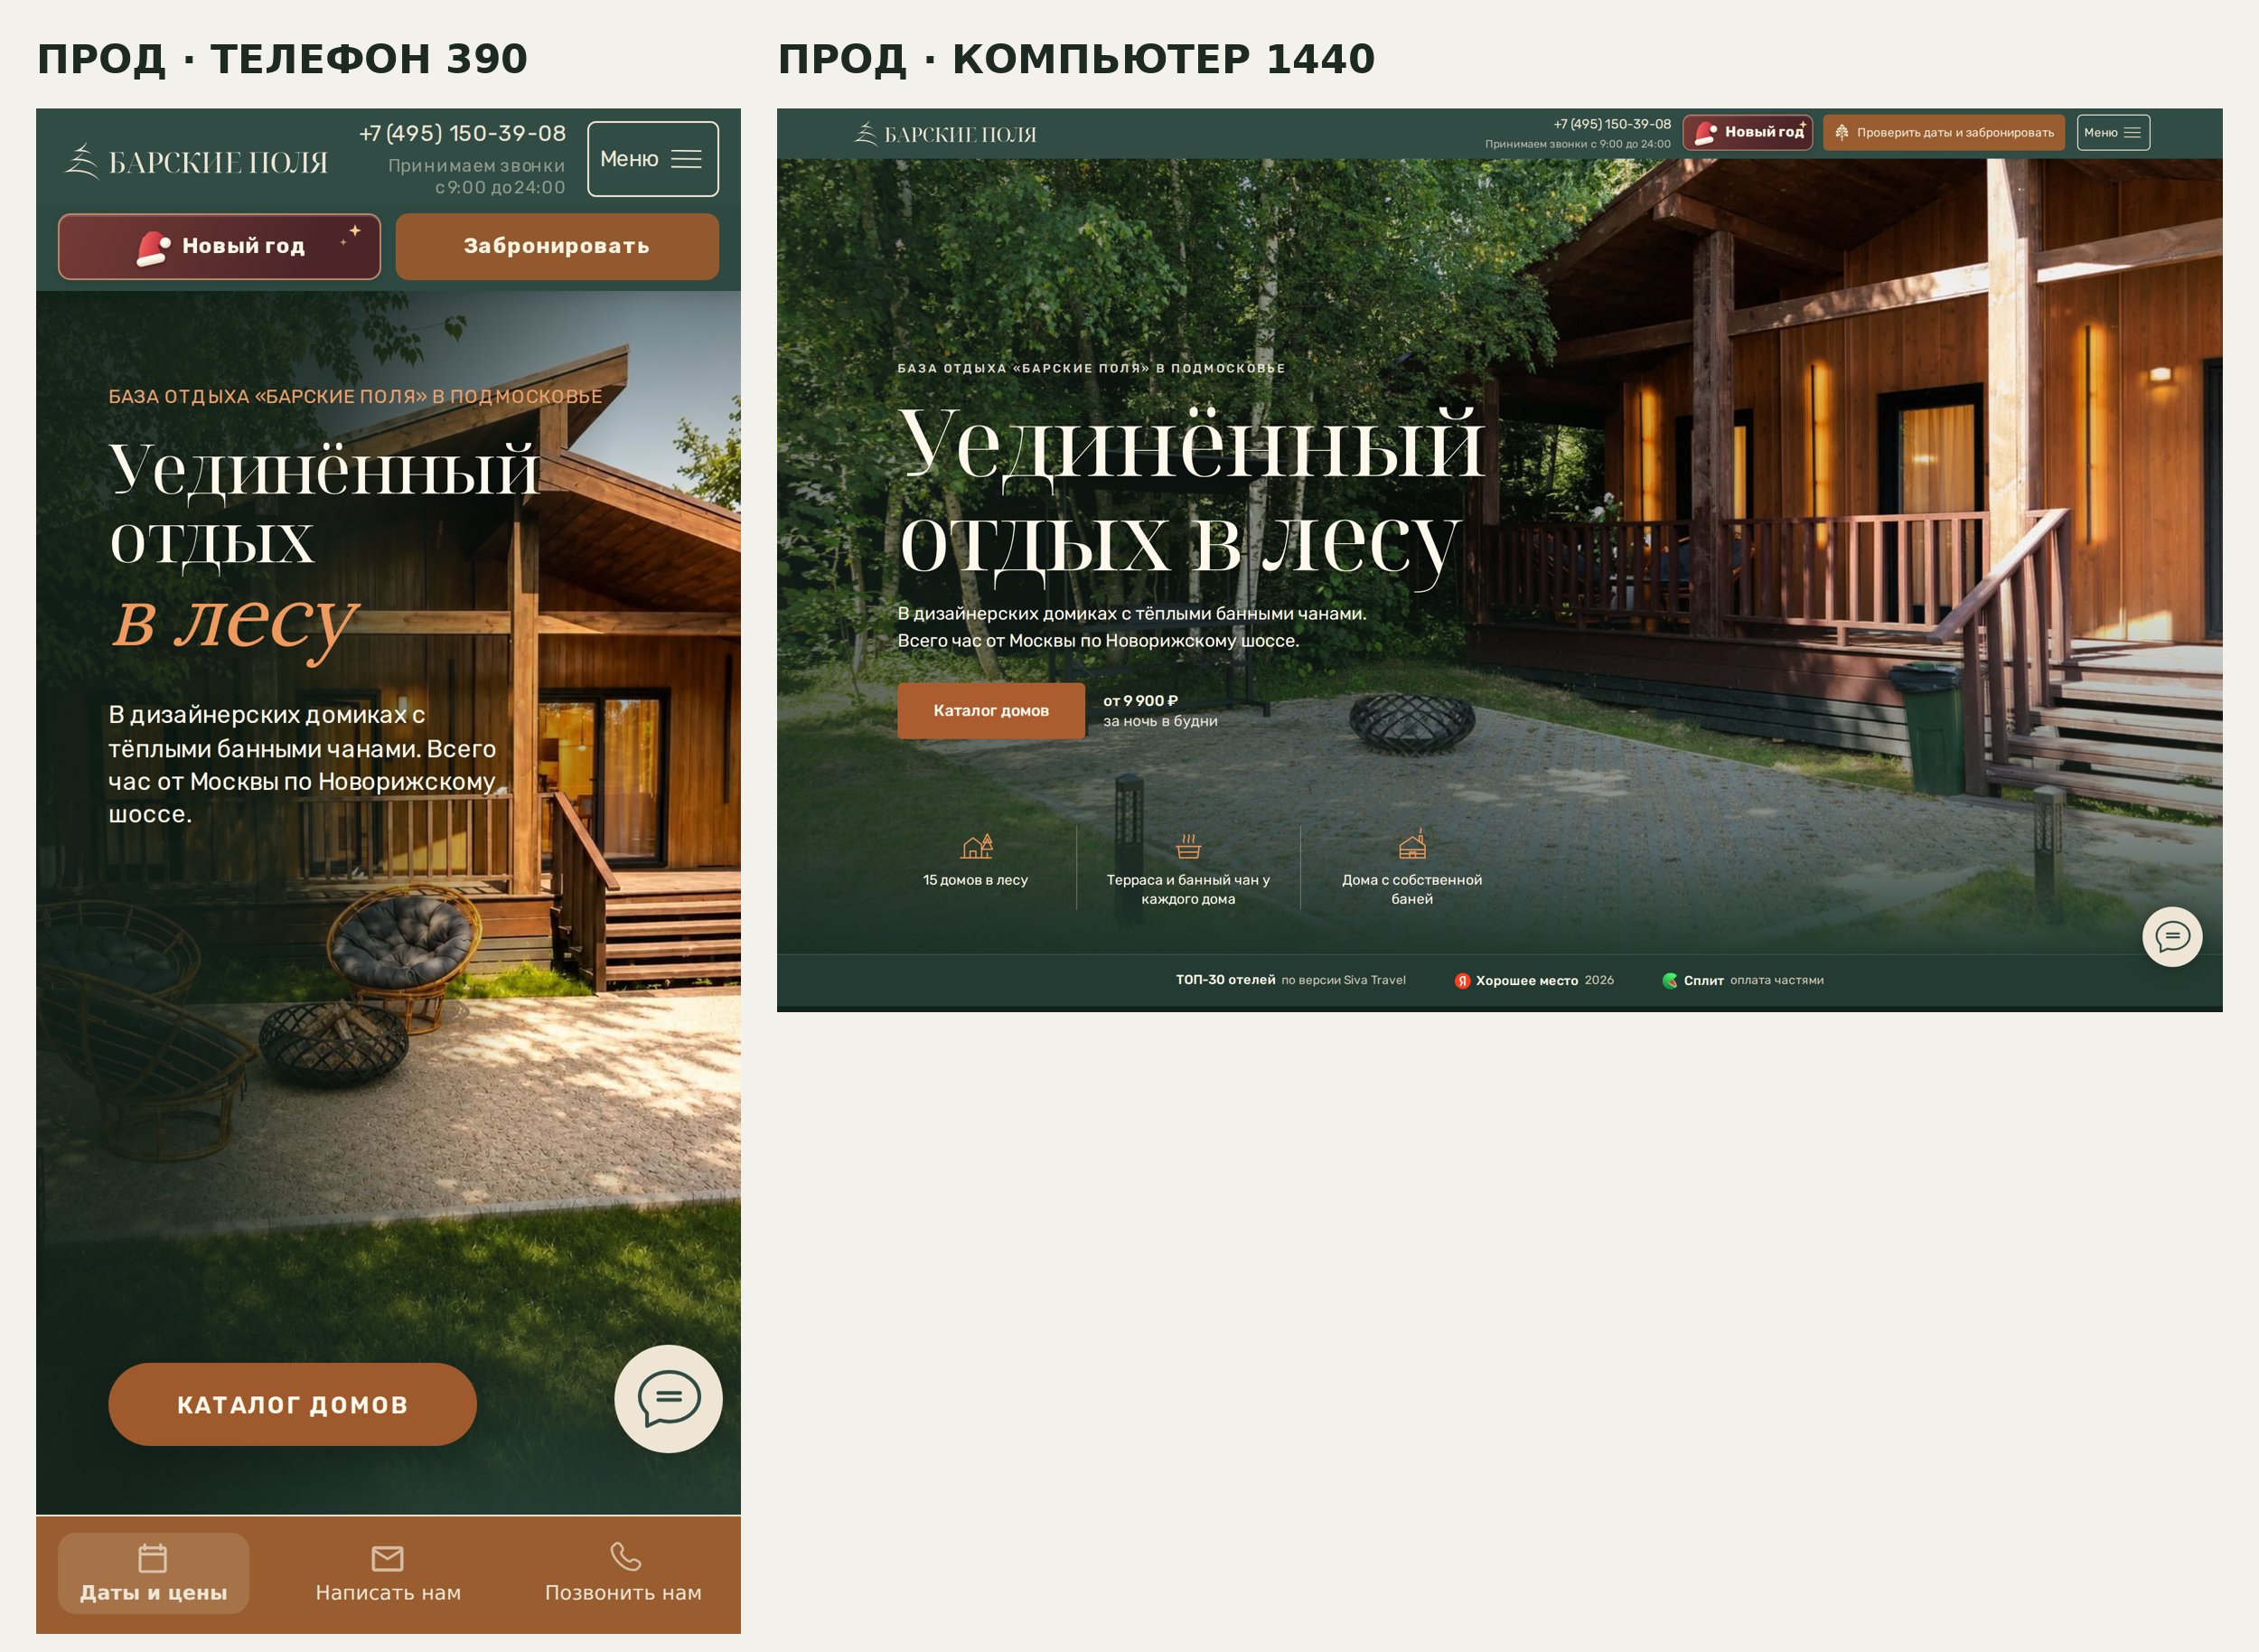 ПРОД · ТЕЛЕФОН 390
БАРСКИЕ ПОЛЯ
+7 (495) 150-39-08
Принимаем звонки
с 9:00 до 24:00
Меню
Новый год
Забронировать
БАЗА ОТДЫХА «БАРСКИЕ ПОЛЯ» В ПОДМОСКОВЬЕ
Уединённый
отдых
в лесу
В дизайнерских домиках с
тёплыми банными чанами. Всего
час от Москвы по Новорижскому
шоссе.
КАТАЛОГ ДОМОВ
Даты и цены
Написать нам
Позвонить нам
ПРОД · КОМПЬЮТЕР 1440
БАРСКИЕ ПОЛЯ
+7 (495) 150-39-08
Принимаем звонки с 9:00 до 24:00
Новый год
Проверить даты и забронировать
Меню
БАЗА ОТДЫХА «БАРСКИЕ ПОЛЯ» В ПОДМОСКОВЬЕ
Уединённый
отдых в лесу
В дизайнерских домиках с тёплыми банными чанами.
Всего час от Москвы по Новорижскому шоссе.
Каталог домов
от 9 900 ₽
за ночь в будни
15 домов в лесу
Терраса и банный чан у
каждого дома
Дома с собственной
баней
ТОП-30 отелей по версии Siva Travel
Я Хорошее место 2026
Сплит оплата частями